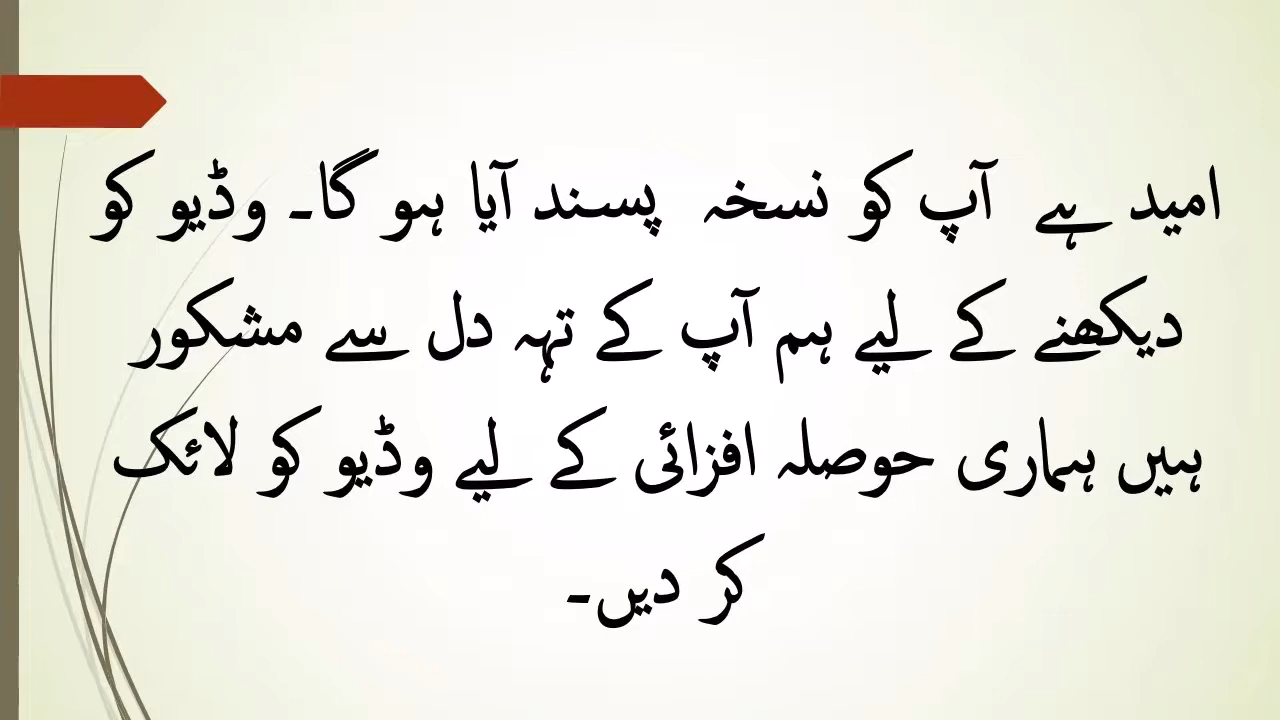 امید ہے آپ کو نسخہ پسند آیا ہو گا۔ وڈیو کو
دیکھنے کے لیے ہم آپ کے تہہ دل سے مشکور
ہیں ہماری حوصلہ افزائی کے لیے وڈیو کو لائک
کر دیں۔